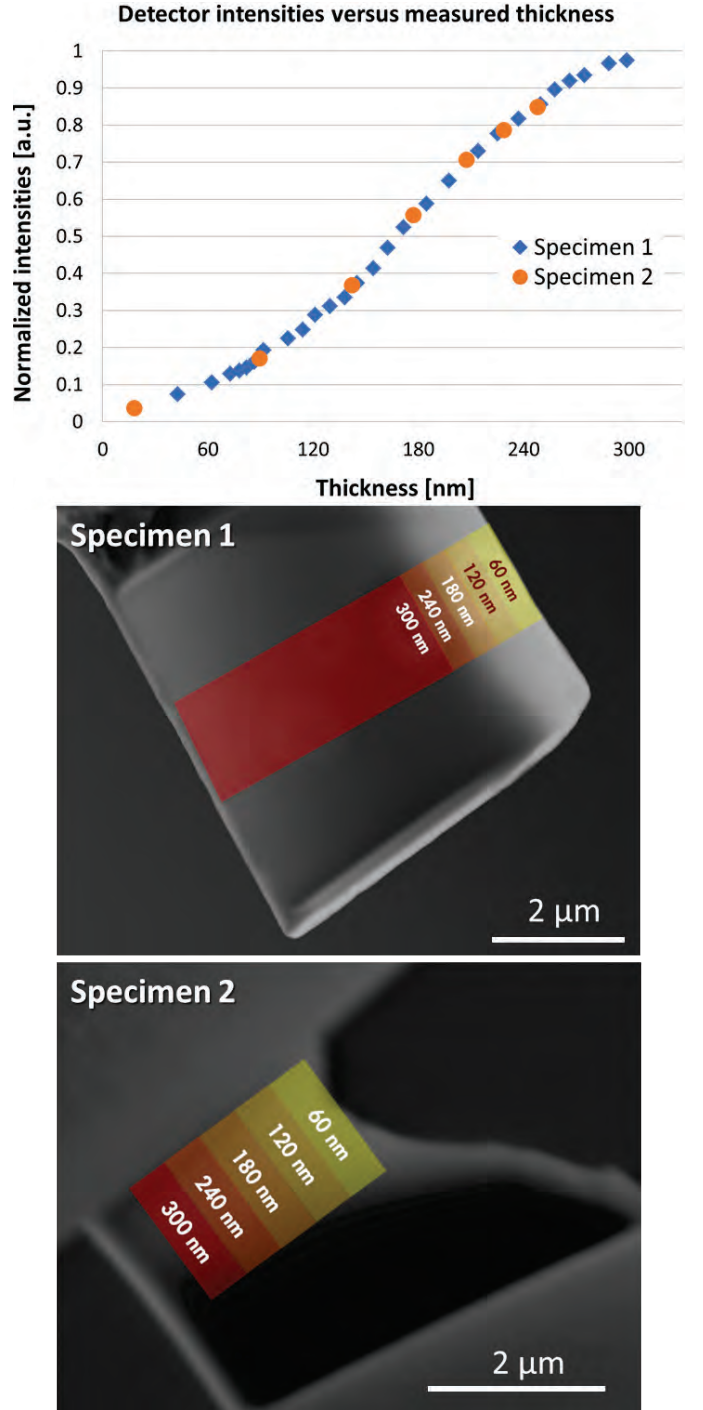 Detector intensities versus measured thickness
Normalized intensities [a.u.]
1
0.9
0.8
0.7
0.6
0.5
0.4
0.3
0.2
0.1
0
Specimen 1
Specimen 2
0 60 120 180 240 300
Thickness [nm]
Specimen 1
300 nm
240 nm
180 nm
120 nm
60 nm
2 μm
Specimen 2
300 nm
240 nm
180 nm
120 nm
60 nm
2 μm